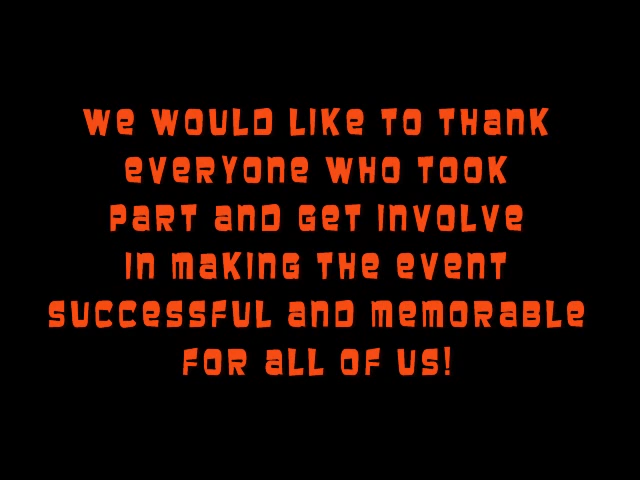 We would like to thank
everyone who took
part and get involve
in making the event
successful and memorable
for all of us!